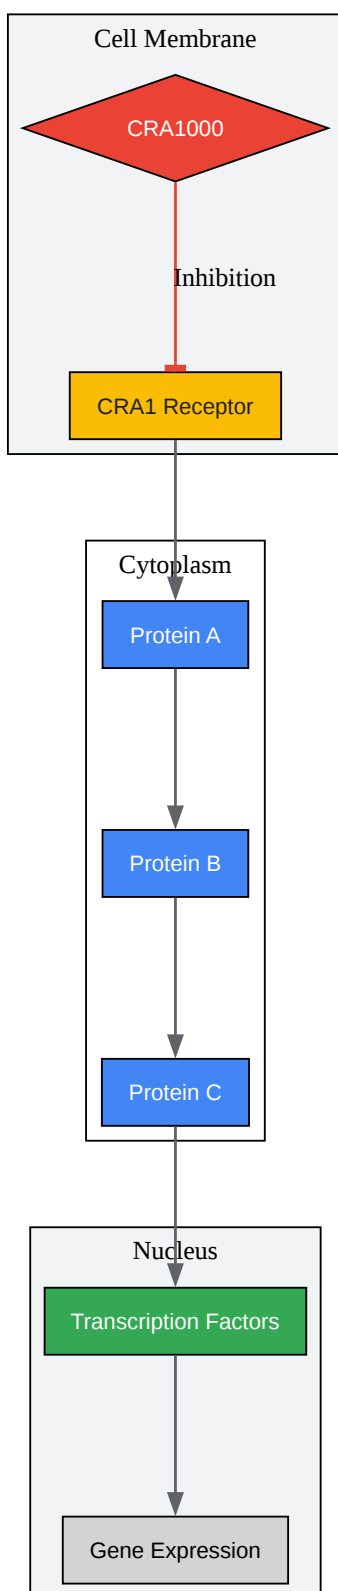 Cell Membrane
CRA1000
Inhibition
CRA1 Receptor
Cytoplasm
Protein A
Protein B
Protein C
Nucleus
Transcription Factors
Gene Expression